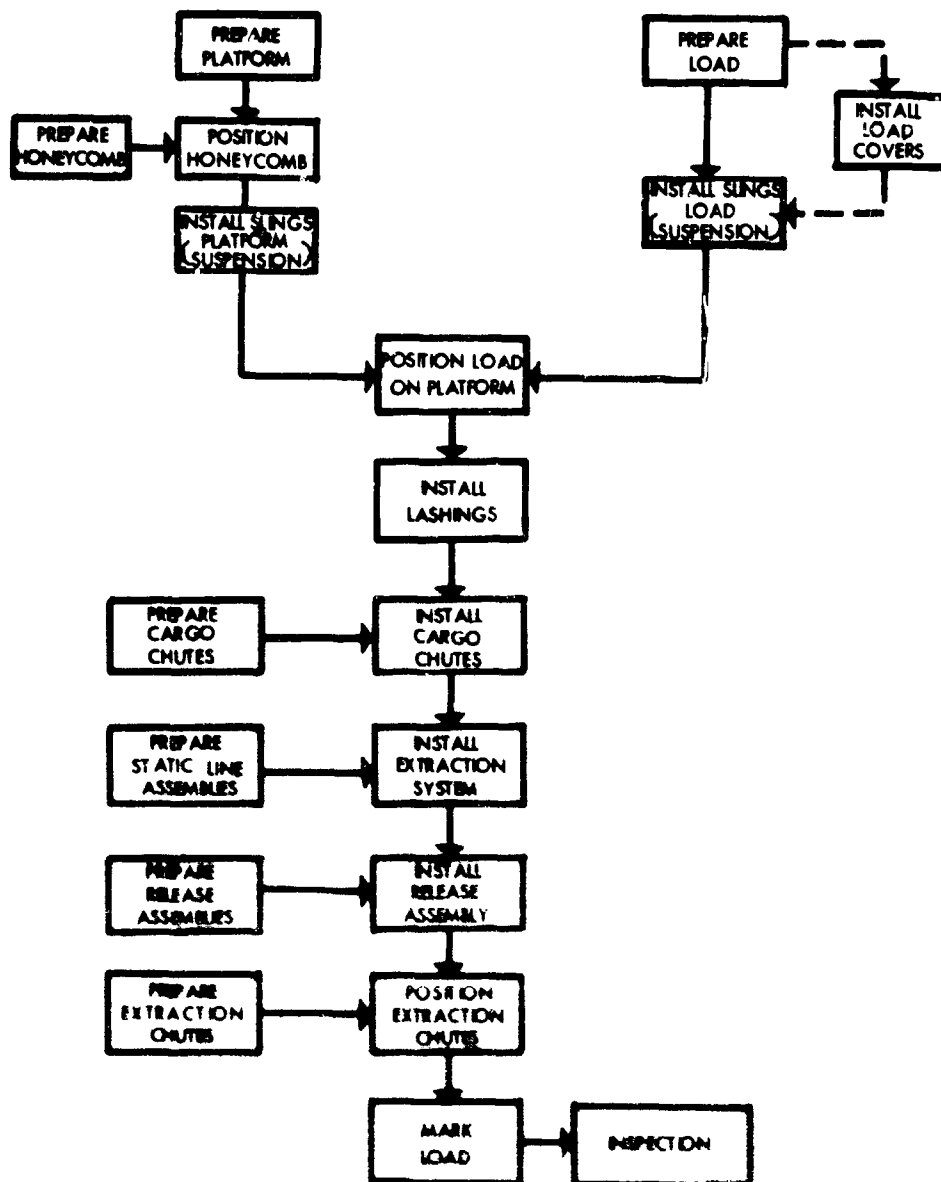 PREPARE
PLATFORM
PREPARE
LOAD
INSTALL
LOAD
COVERS
PREPARE
HONEYCOMB
POSITION
HONEYCOMB
INSTALL SLINGS
PLATFORM
(SUSPENSION)
INSTALL SLINGS
LOAD
(SUSPENSION)
POSITION LOAD
ON PLATFORM
INSTALL
LASHINGS
PREPARE
CARGO
CHUTES
INSTALL
CARGO
CHUTES
PREPARE
STATIC LINE
ASSEMBLIES
INSTALL
EXTRACTION
SYSTEM
PREPARE
RELEASE
ASSEMBLIES
INSTALL
RELEASE
ASSEMBLY
PREPARE
EXTRACTION
CHUTES
POSITION
EXTRACTION
CHUTES
MARK
LOAD
INSPECTION